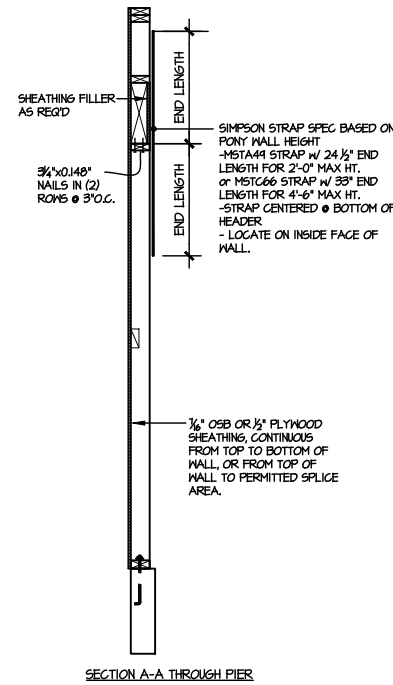 END LENGTH
SHEATHING FILLER
AS REQ'D
SIMPSON STRAP SPEC BASED ON
PONY WALL HEIGHT
-MSTA49 STRAP w/ 24 1/2" END
LENGTH FOR 2'-0" MAX HT.
or MSTC66 STRAP w/ 33" END
LENGTH FOR 4'-6" MAX HT.
-STRAP CENTERED @ BOTTOM OF
HEADER
- LOCATE ON INSIDE FACE OF
WALL.
3 1/4"x0.148"
NAILS IN (2)
ROWS @ 3"O.C.
END LENGTH
7/16" OSB OR 1/2" PLYWOOD
SHEATHING, CONTINUOUS
FROM TOP TO BOTTOM OF
WALL, OR FROM TOP OF
WALL TO PERMITTED SPLICE
AREA.
SECTION A-A THROUGH PIER